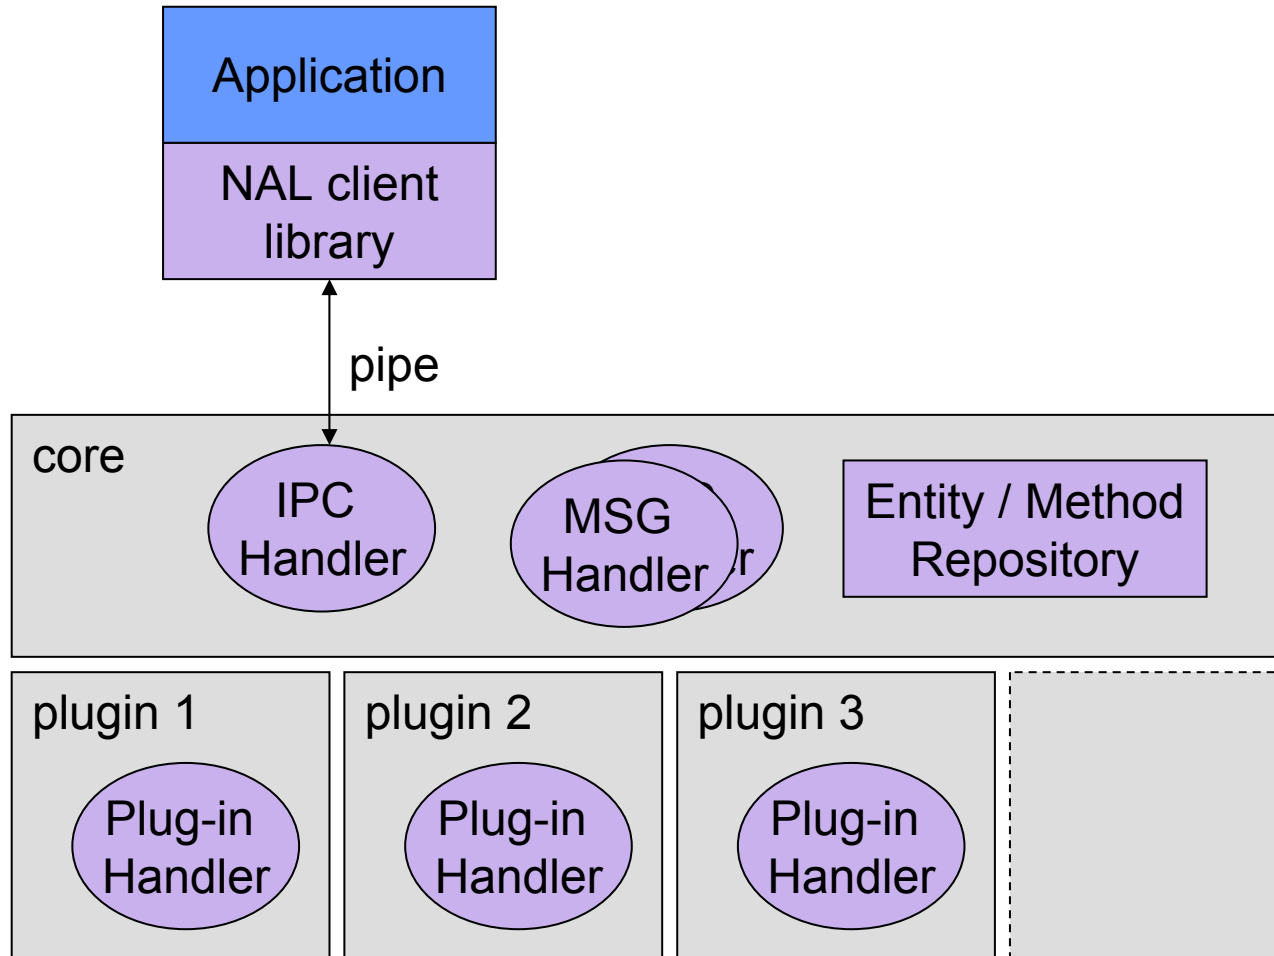 Application
NAL client
library
pipe
core
IPC
Handler
MSG
Handler
Entity / Method
Repository
plugin 1
plugin 2
plugin 3
Plug-in
Handler
Plug-in
Handler
Plug-in
Handler